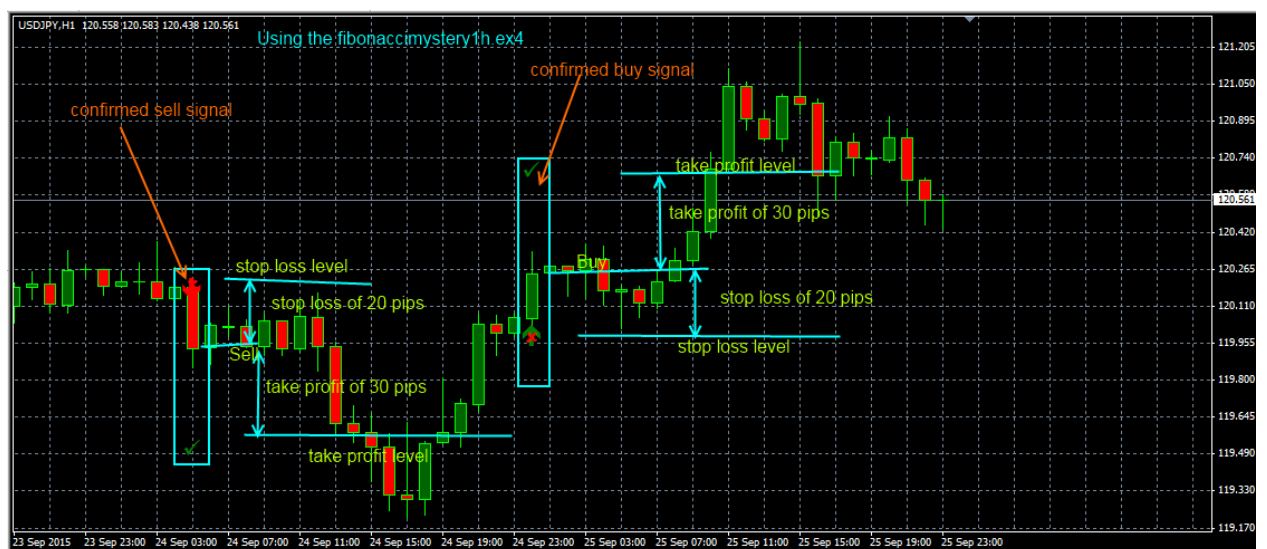 USDJPY,H1 120.558 120.583 120.438 120.561
Using the fibonaccimystery1h.ex4
confirmed buy signal
confirmed sell signal
take profit level
take profit of 30 pips
stop loss level
Buy
stop loss of 20 pips
stop loss of 20 pips
Sell
stop loss level
take profit of 30 pips
take profit level
121.205
121.050
120.895
120.740
120.561
120.420
120.265
120.110
119.955
119.800
119.645
119.490
119.330
119.170
23 Sep 2015 23 Sep 23:00 24 Sep 03:00 24 Sep 07:00 24 Sep 11:00 24 Sep 15:00 24 Sep 19:00 24 Sep 23:00 25 Sep 03:00 25 Sep 07:00 25 Sep 11:00 25 Sep 15:00 25 Sep 19:00 25 Sep 23:00